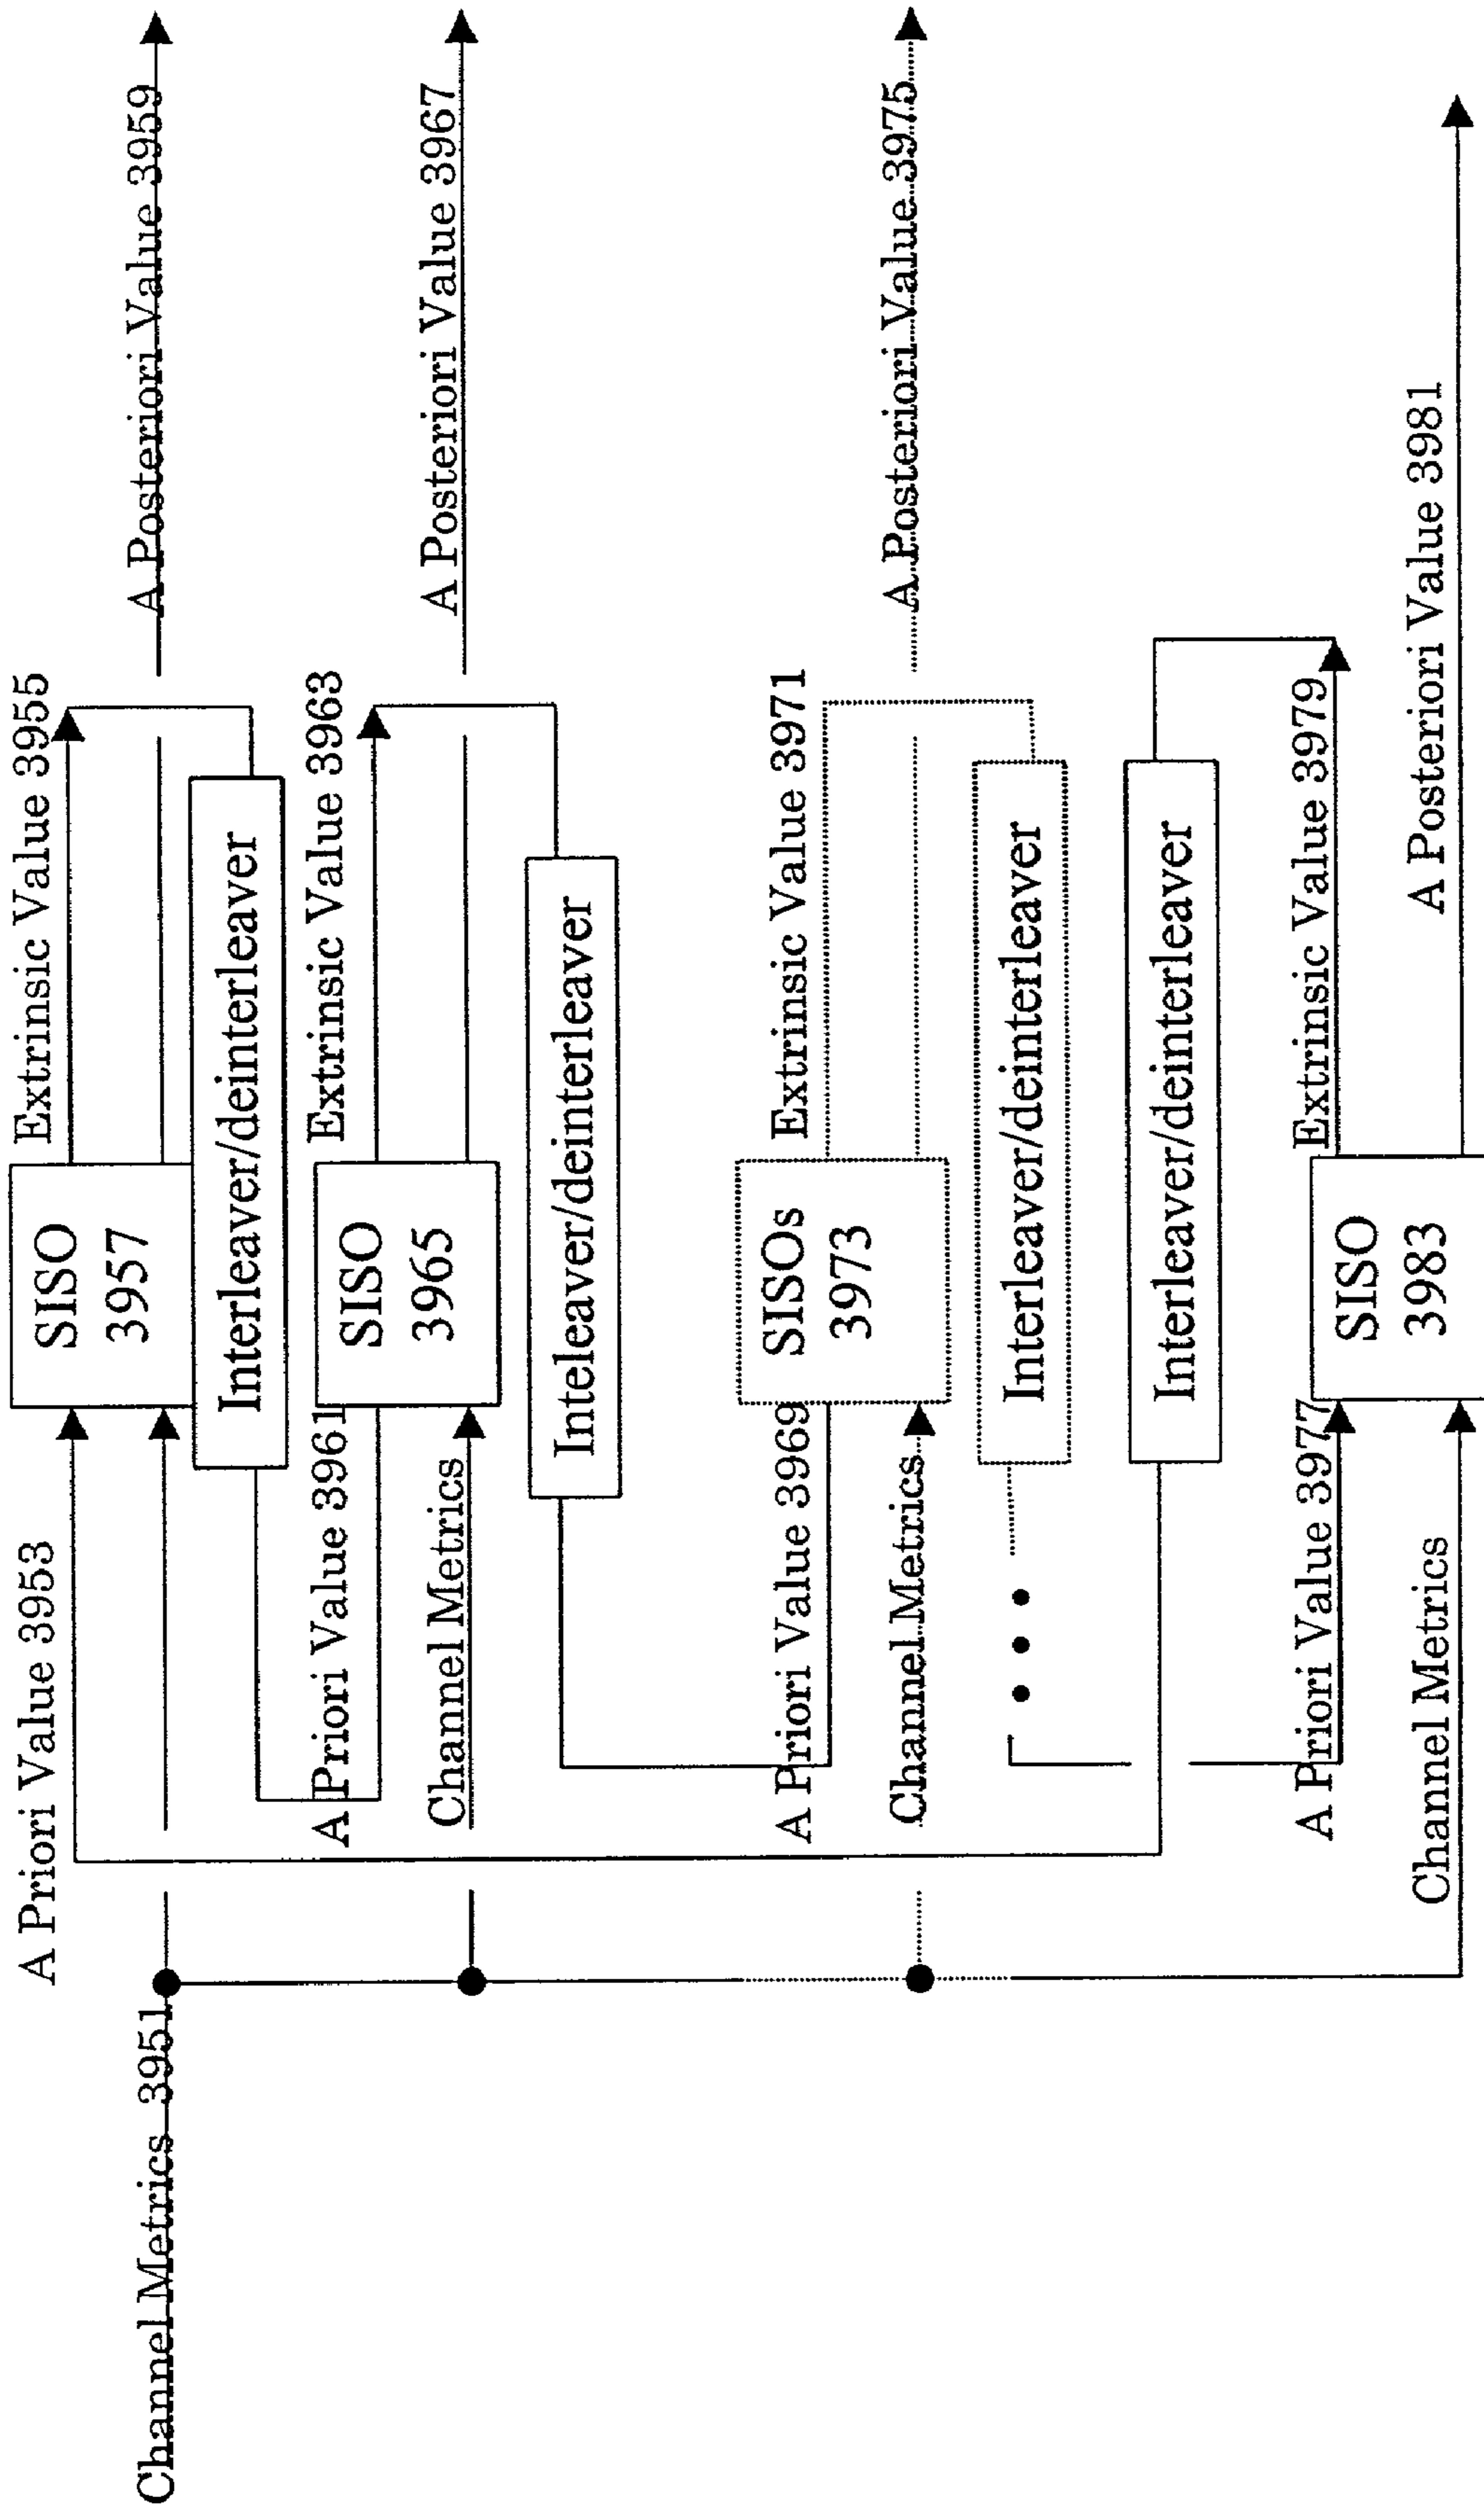 Channel Metrics 3951
A Priori Value 3953
SISO
3957
Extrinsic Value 3955
A Posteriori Value 3959
Interleaver/deinterleaver
A Priori Value 3961
Channel Metrics
SISO
3965
Extrinsic Value 3963
A Posteriori Value 3967
Inteleaver/deinterleaver
A Priori Value 3969
Channel Metrics
SISOs
3973
Extrinsic Value 3971
A Posteriori Value 3975
Interleaver/deinterleaver
Interleaver/deinterleaver
A Priori Value 3977
Channel Metrics
SISO
3983
Extrinsic Value 3979
A Posteriori Value 3981